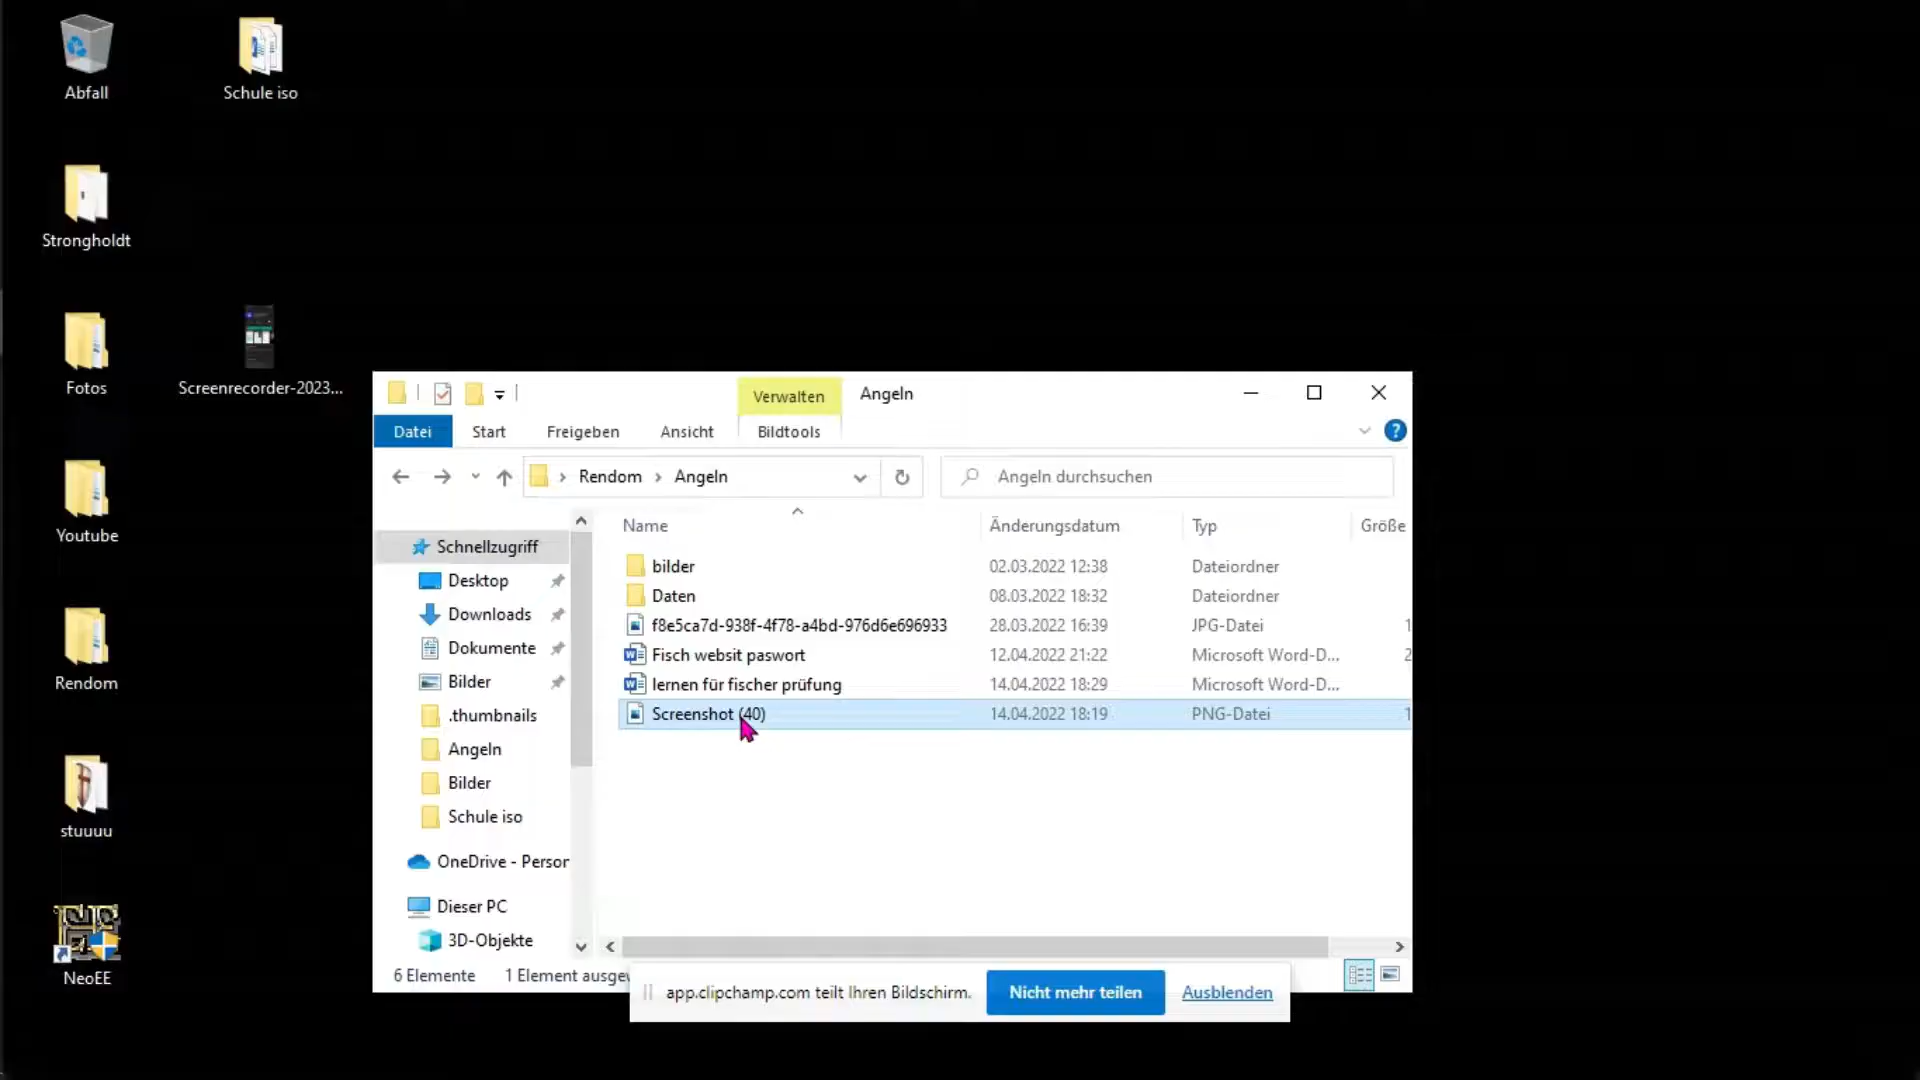 Abfall
Schule iso
Strongholdt
Fotos
Screenrecorder-2023...
Youtube
Rendom
stuuuu
NeoEE
Verwalten
Angeln
Datei
Start
Freigeben
Ansicht
Bildtools
Rendom
Angeln
Angeln durchsuchen
Name
Änderungsdatum
Typ
Größe
Schnellzugriff
Desktop
Downloads
Dokumente
Bilder
.thumbnails
Angeln
Bilder
Schule iso
OneDrive - Person
Dieser PC
3D-Objekte
bilder 02.03.2022 12:38 Dateiordner
Daten 08.03.2022 18:32 Dateiordner
f8e5ca7d-938f-4f78-a4bd-976d6e696933 28.03.2022 16:39 JPG-Datei 1
Fisch websit paswort 12.04.2022 21:22 Microsoft Word-D... 2
lernen für fischer prüfung 14.04.2022 18:29 Microsoft Word-D...
Screenshot (40) 14.04.2022 18:19 PNG-Datei 1
6 Elemente 1 Element ausgew
app.clipchamp.com teilt Ihren Bildschirm.
Nicht mehr teilen
Ausblenden